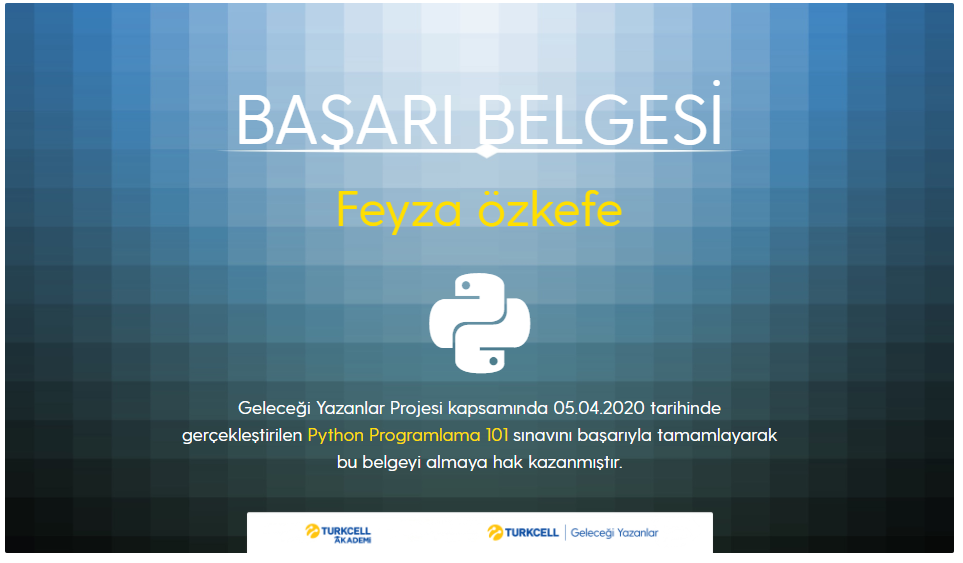 BAŞARI BELGESİ
Feyza özkefe
Geleceği Yazanlar Projesi kapsamında 05.04.2020 tarihinde
gerçekleştirilen Python Programlama 101 sınavını başarıyla tamamlayarak
bu belgeyi almaya hak kazanmıştır.
TURKCELL
AKADEMİ
TURKCELL | Geleceği Yazanlar